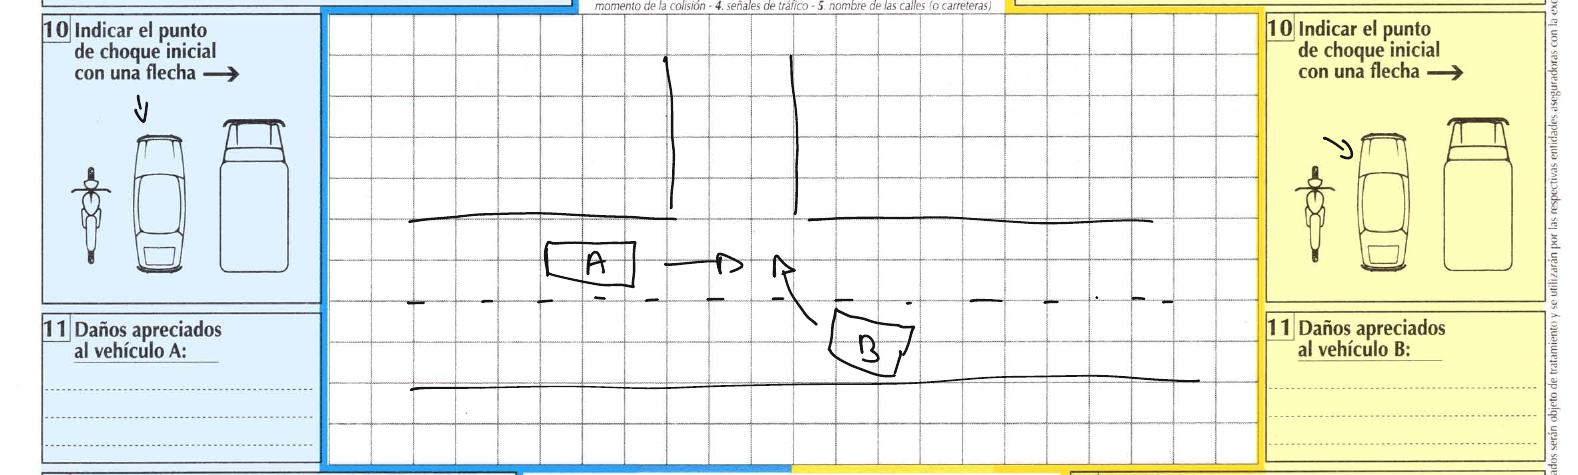 momento de la colisión - 4. señales de tráfico - 5. nombre de las calles (o carreteras)
10 Indicar el punto
de choque inicial
con una flecha
11 Daños apreciados
al vehículo A:
A
B
10 Indicar el punto
de choque inicial
con una flecha
11 Daños apreciados
al vehículo B:
serán objeto de tratamiento y se utilizarán por las respectivas entidades aseguradoras con la